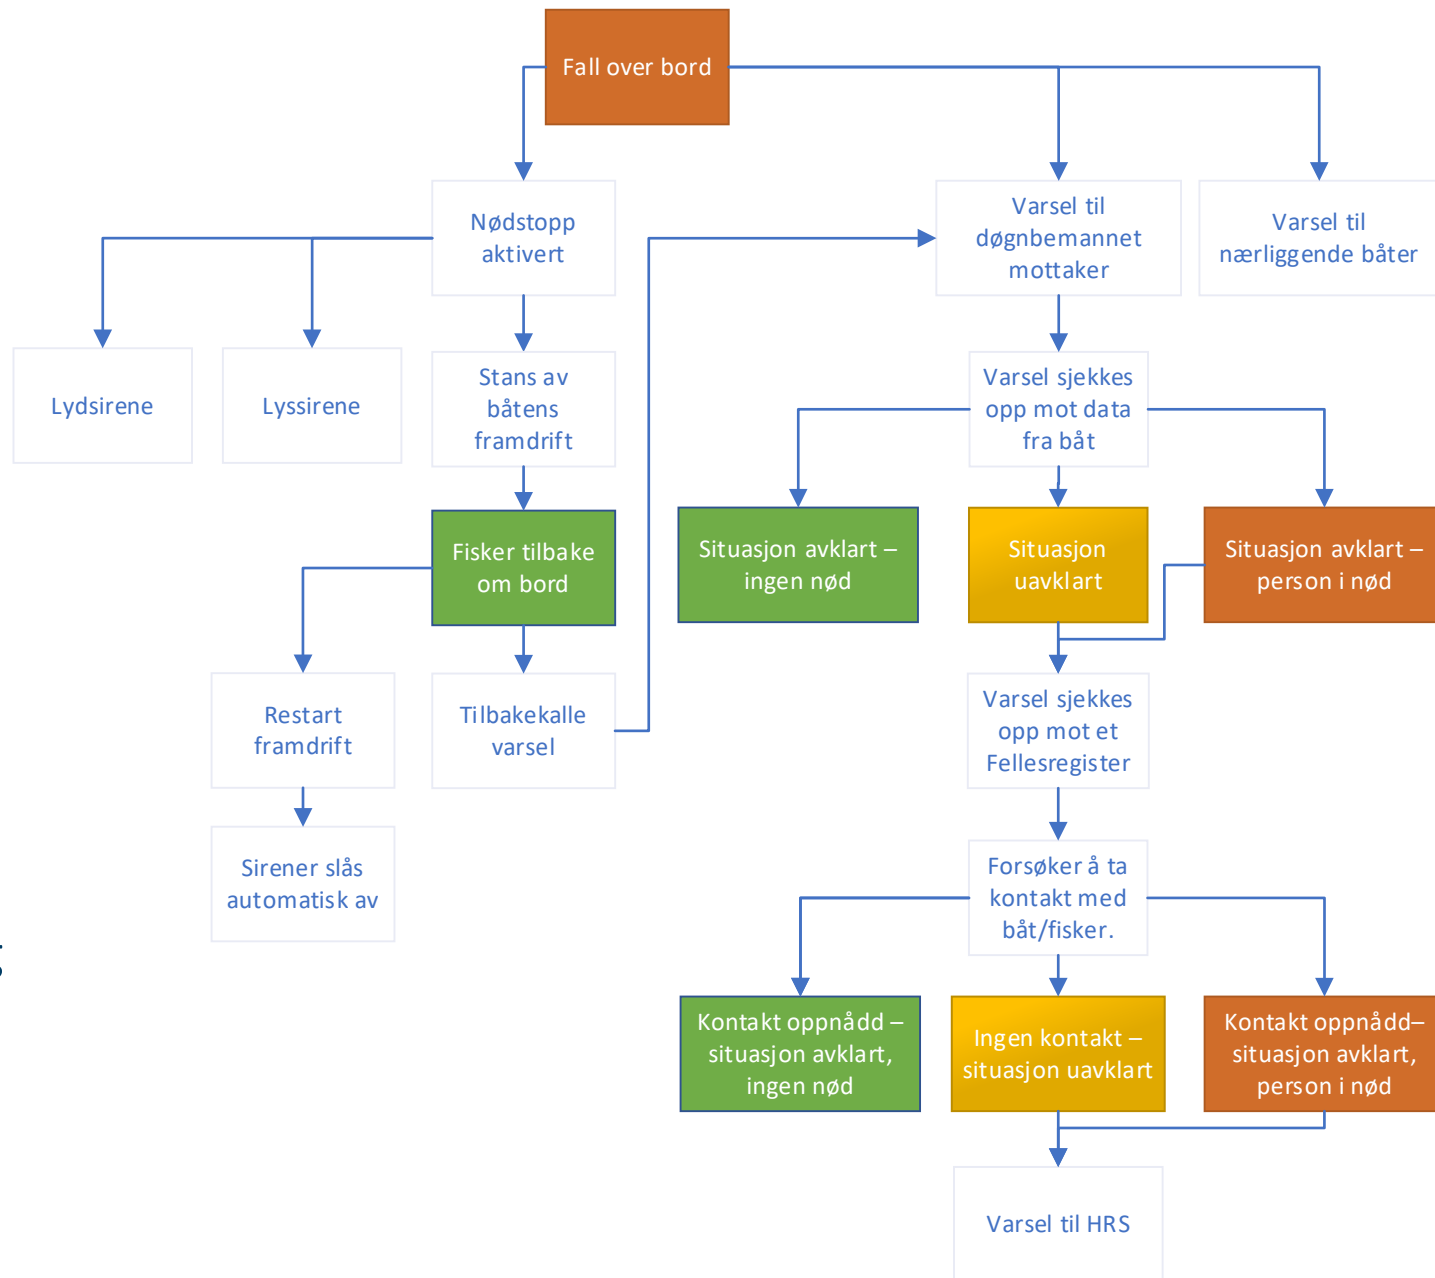 Fall over bord
Nødstopp
aktivert
Varsel til
døgnbemannet
mottaker
Varsel til
nærliggende båter
Lydsirene
Lyssirene
Stans av
båtens
framdrift
Varsel sjekkes
opp mot data
fra båt
Fisker tilbake
om bord
Situasjon avklart –
ingen nød
Situasjon
uavklart
Situasjon avklart –
person i nød
Restart
framdrift
Tilbakekalle
varsel
Varsel sjekkes
opp mot et
Fellesregister
Sirener slås
automatisk av
Forsøker å ta
kontakt med
båt/fisker.
Kontakt oppnådd –
situasjon avklart,
ingen nød
Ingen kontakt –
situasjon uavklart
Kontakt oppnådd–
situasjon avklart,
person i nød
Varsel til HRS